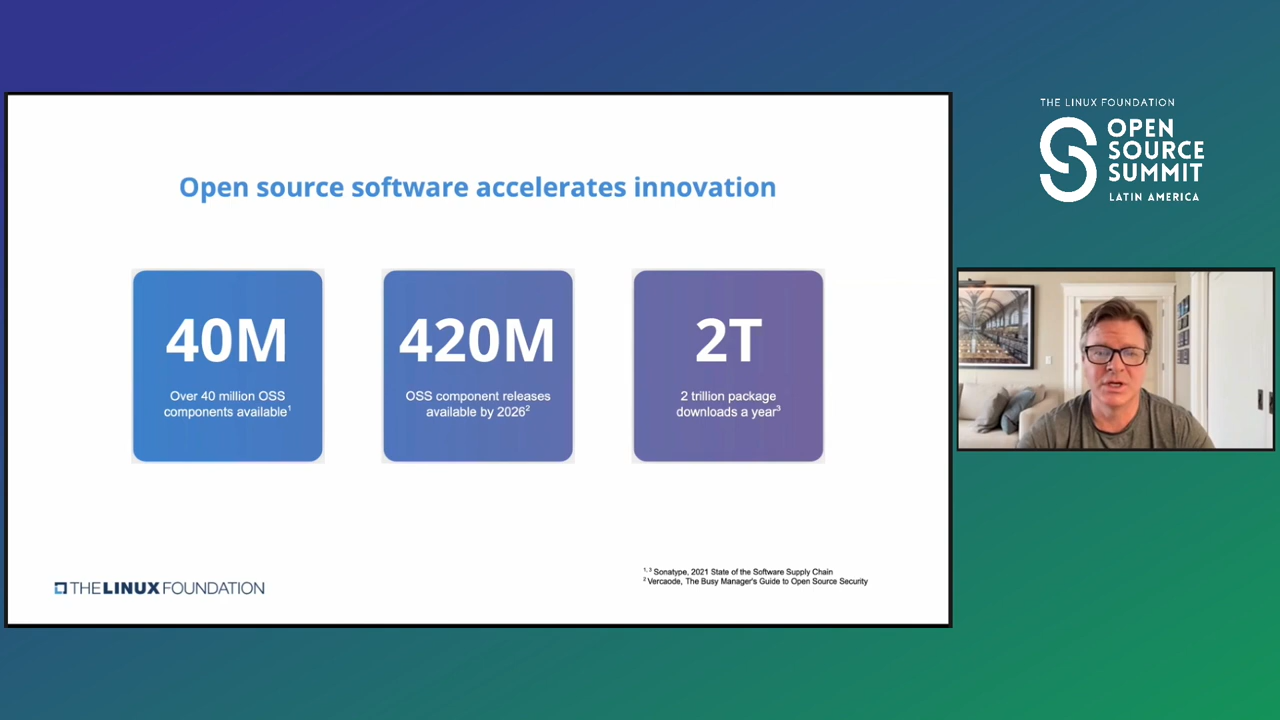 Open source software accelerates innovation
40M
Over 40 million OSS
components available¹
420M
OSS component releases
available by 2026²
2T
2 trillion package
downloads a year³
THE LINUX FOUNDATION
¹˒ ³ Sonatype, 2021 State of the Software Supply Chain
² Vercaode, The Busy Manager's Guide to Open Source Security
THE LINUX FOUNDATION
OPEN
SOURCE
SUMMIT
LATIN AMERICA